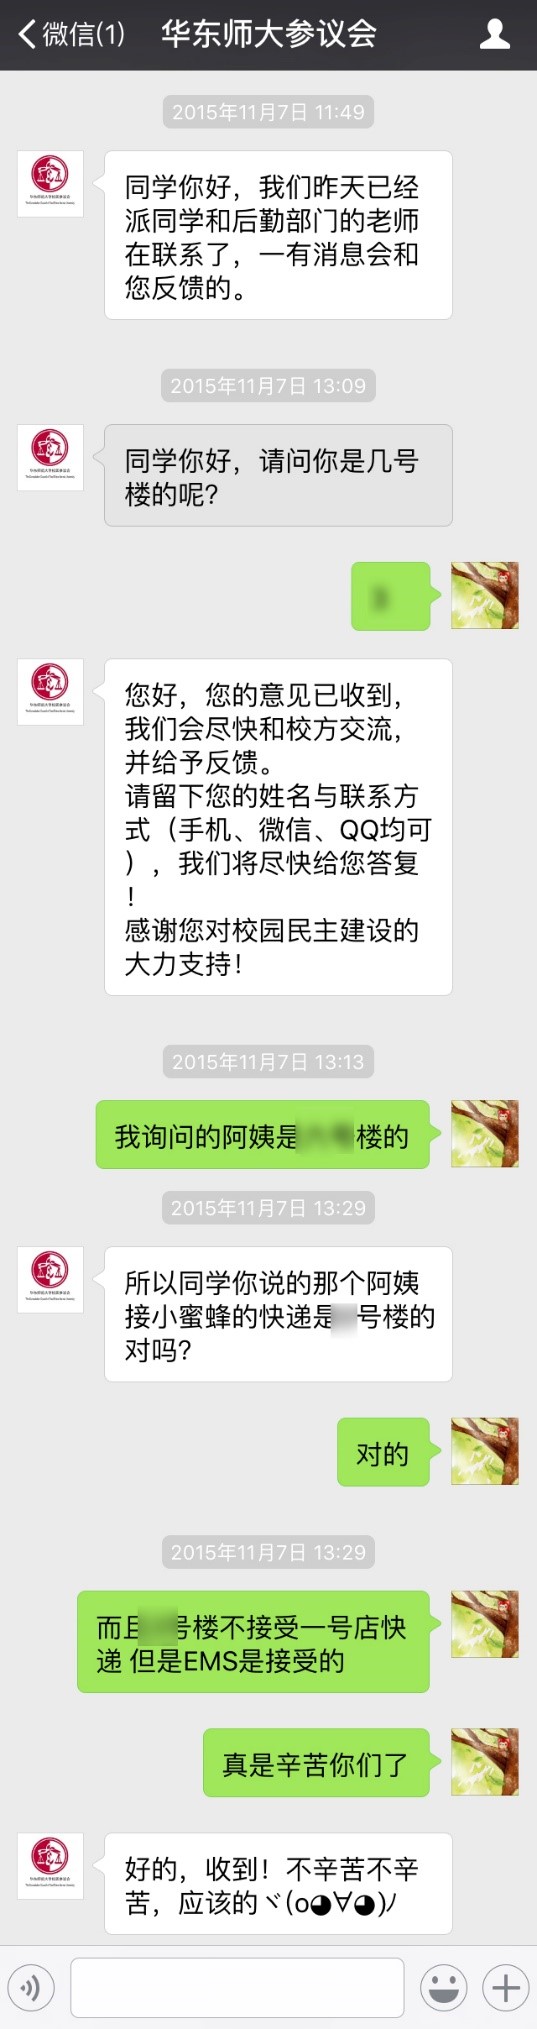 微信(1)
华东师大参议会
2015年11月7日 11:49
同学你好，我们昨天已经
派同学和后勤部门的老师
在联系了，一有消息会和
您反馈的。
2015年11月7日 13:09
同学你好，请问你是几号
楼的呢？
您好，您的意见已收到，
我们会尽快和校方交流，
并给予反馈。
请留下您的姓名与联系方
式（手机、微信、QQ均可
），我们将尽快给您答复
！
感谢您对校园民主建设的
大力支持！
2015年11月7日 13:13
我询问的阿姨是 楼的
2015年11月7日 13:29
所以同学你说的那个阿姨
接小蜜蜂的快递是 号楼的
对吗？
对的
2015年11月7日 13:29
而且 号楼不接受一号店快
递 但是EMS是接受的
真是辛苦你们了
好的，收到！不辛苦不辛
苦，应该的ヾ(o◕∀◕)ﾉ